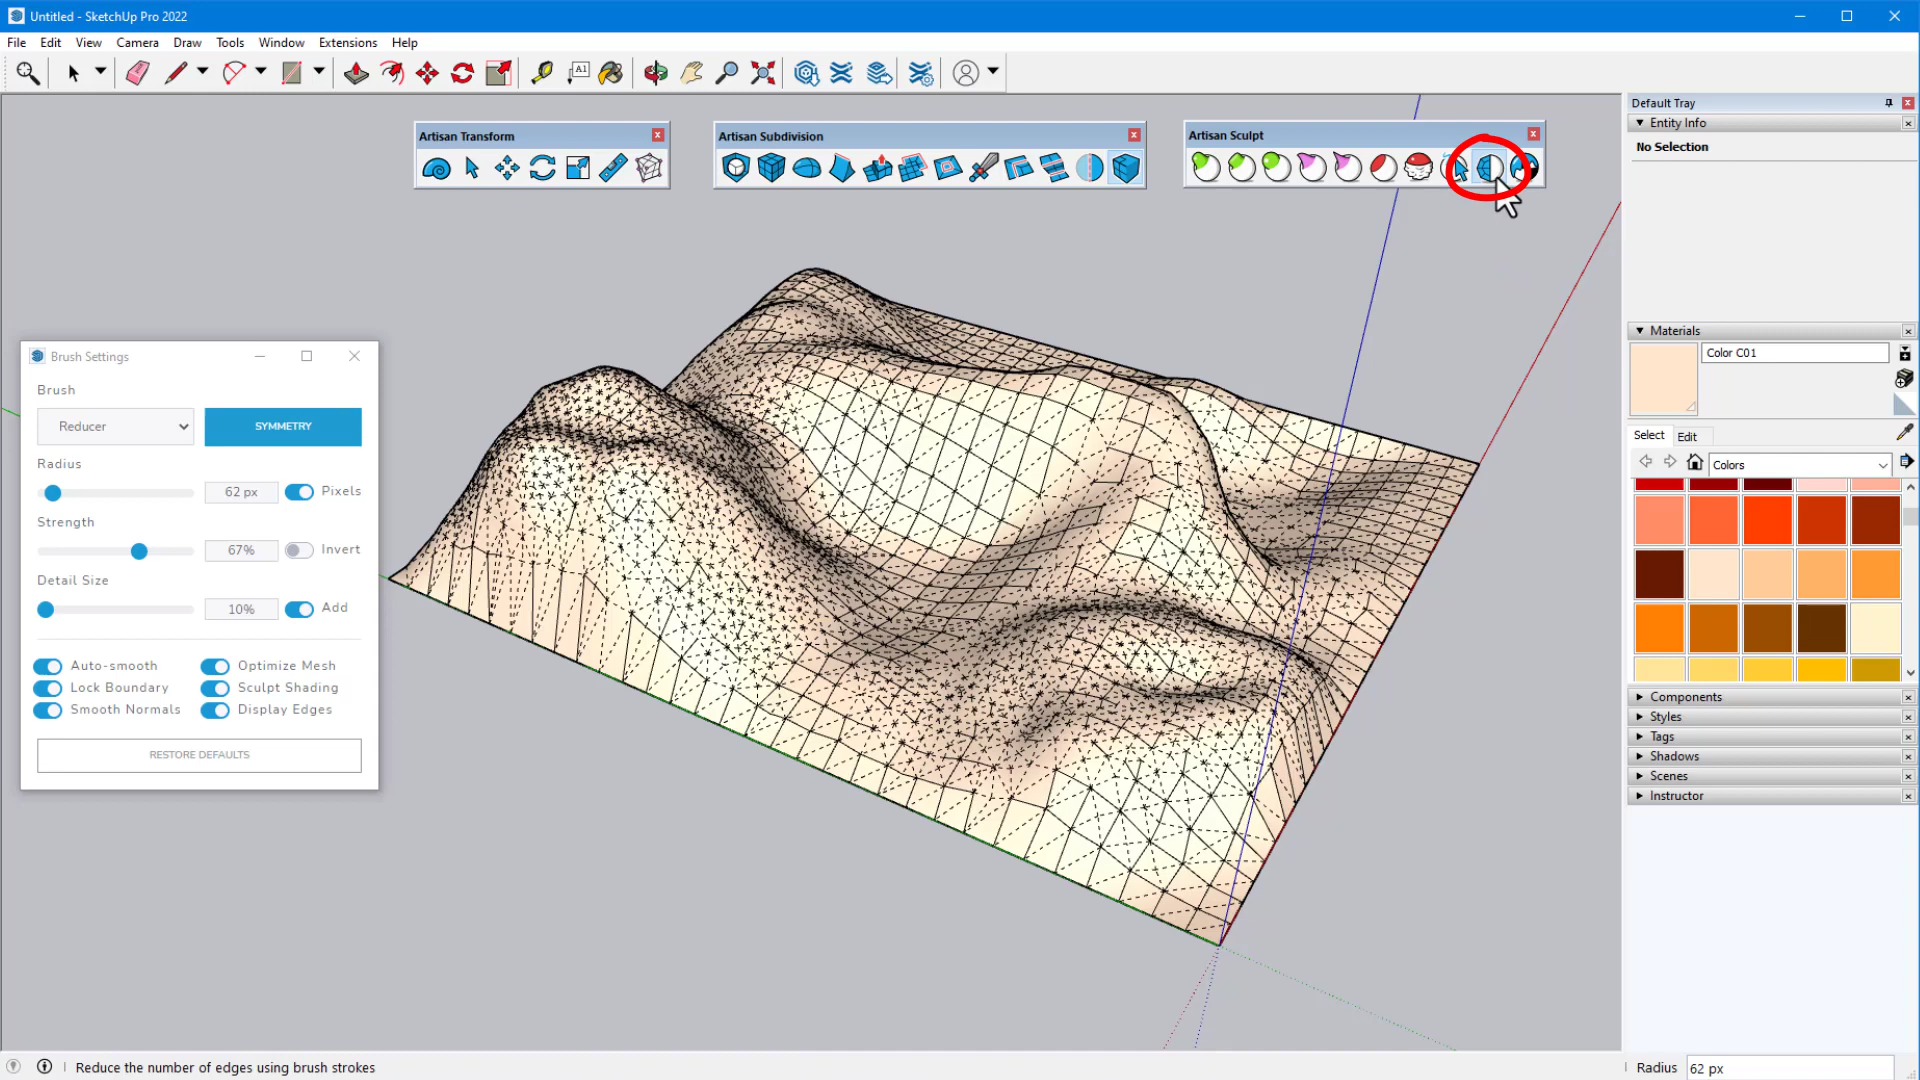 Untitled - SketchUp Pro 2022
File Edit View Camera Draw Tools Window Extensions Help
A1
Artisan Transform
Artisan Subdivision
Artisan Sculpt
Default Tray
Entity Info
No Selection
Brush Settings
Brush
Reducer
SYMMETRY
Radius
62 px
Pixels
Strength
67%
Invert
Detail Size
10%
Add
Auto-smooth
Optimize Mesh
Lock Boundary
Sculpt Shading
Smooth Normals
Display Edges
RESTORE DEFAULTS
Materials
Color C01
Select Edit
Colors
Components
Styles
Tags
Shadows
Scenes
Instructor
Reduce the number of edges using brush strokes
Radius 62 px